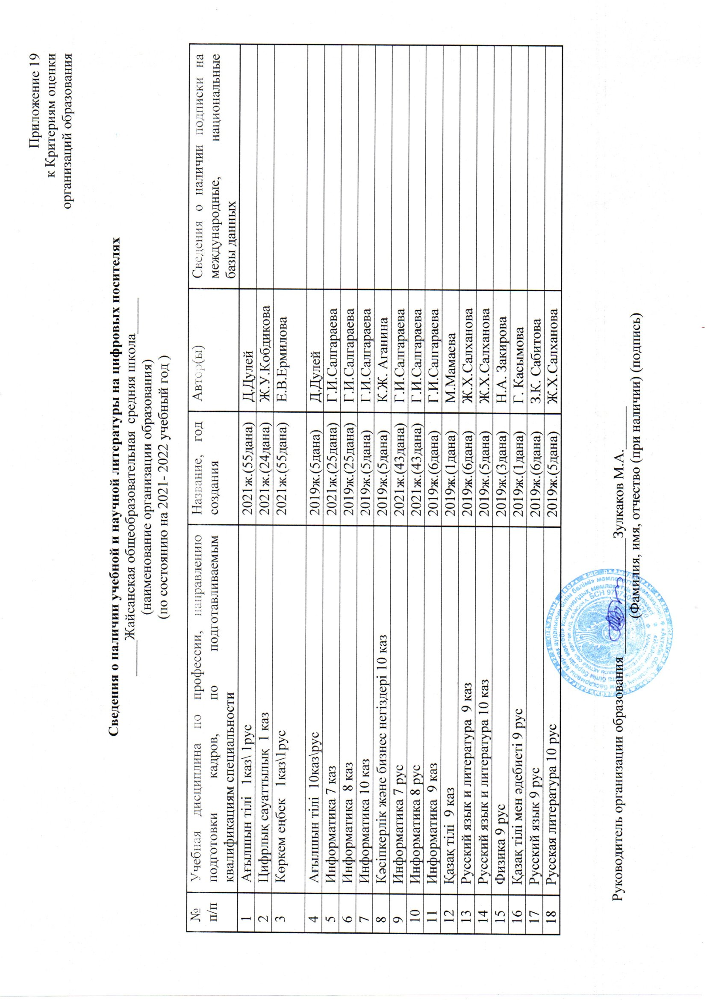 Приложение 19
к Критериям оценки
организаций образования
Сведения о наличии учебной и научной литературы на цифровых носителях
______Жайсанская общеобразовательная средняя школа______
(наименование организации образования)
(по состоянию на 2021- 2022 учебный год )
№ п/п Учебная дисциплина по профессии, направлению подготовки кадров, по подготавливаемым квалификациям специальности Название, год создания Автор(ы) Сведения о наличии подписки на международные, национальные базы данных
1 Ағылшын тілі 1каз\ 1рус 2021ж.(55дана) Д.Дулей
2 Цифрлық сауаттылық 1 каз 2021ж.(24дана) Ж.У.Кобдикова
3 Көркем еңбек 1каз\1рус 2021ж.(55дана) Е.В.Ермилова
4 Ағылшын тілі 10каз\рус 2019ж.(5дана) Д.Дулей
5 Информатика 7 каз 2021ж.(25дана) Г.И.Салгараева
6 Информатика 8 каз 2019ж.(25дана) Г.И.Салгараева
7 Информатика 10 каз 2019ж.(5дана) Г.И.Салгараева
8 Кәсіпкерлік және бизнес негіздері 10 каз 2019ж.(5дана) К.Ж. Аганина
9 Информатика 7 рус 2021ж.(43дана) Г.И.Салгараева
10 Информатика 8 рус 2021ж.(43дана) Г.И.Салгараева
11 Информатика 9 каз 2019ж.(6дана) Г.И.Салгараева
12 Қазақ тілі 9 каз 2019ж.(1дана) М.Мамаева
13 Русский язык и литература 9 каз 2019ж.(6дана) Ж.Х.Салханова
14 Русский язык и литература 10 каз 2019ж.(5дана) Ж.Х.Салханова
15 Физика 9 рус 2019ж.(3дана) Н.А. Закирова
16 Қазақ тілі мен әдебиеті 9 рус 2019ж.(1дана) Г. Касымова
17 Русский язык 9 рус 2019ж.(6дана) З.К. Сабитова
18 Русская литература 10 рус 2019ж.(5дана) Ж.Х.Салханова
Руководитель организации образования __________________ Зулкаков М.А.________
(Фамилия, имя, отчество (при наличии) (подпись)